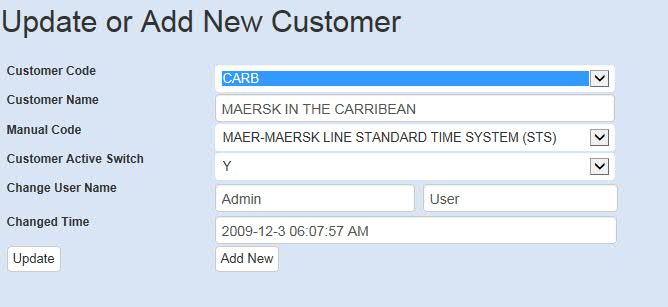 Update or Add New Customer
Customer Code CARB
Customer Name MAERSK IN THE CARRIBEAN
Manual Code MAER-MAERSK LINE STANDARD TIME SYSTEM (STS)
Customer Active Switch Y
Change User Name Admin User
Changed Time 2009-12-3 06:07:57 AM
Update Add New